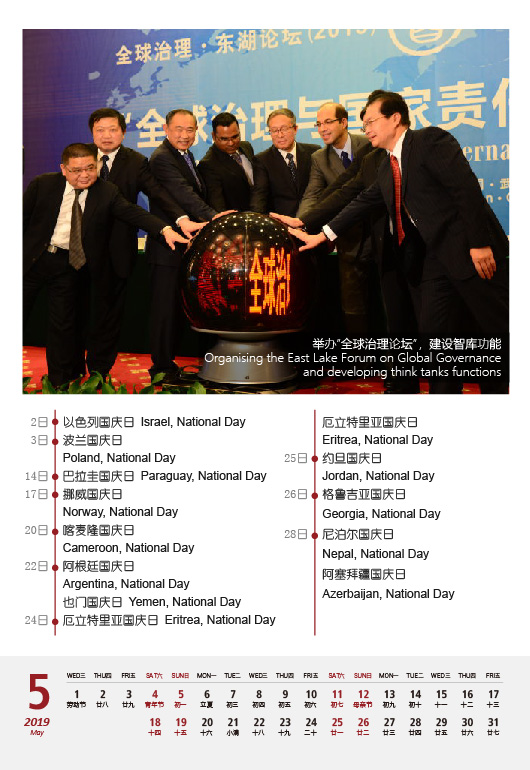 全球治理·东湖论坛(2013)
“全球治理与国家责
全球治
举办“全球治理论坛”，建设智库功能
Organising the East Lake Forum on Global Governance
and developing think tanks functions
2日 以色列国庆日 Israel, National Day
3日 波兰国庆日
Poland, National Day
14日 巴拉圭国庆日 Paraguay, National Day
17日 挪威国庆日
Norway, National Day
20日 喀麦隆国庆日
Cameroon, National Day
22日 阿根廷国庆日
Argentina, National Day
也门国庆日 Yemen, National Day
24日 厄立特里亚国庆日 Eritrea, National Day
厄立特里亚国庆日
Eritrea, National Day
25日 约旦国庆日
Jordan, National Day
26日 格鲁吉亚国庆日
Georgia, National Day
28日 尼泊尔国庆日
Nepal, National Day
阿塞拜疆国庆日
Azerbaijan, National Day
5
2019
May
WED三 THU四 FRI五 SAT六 SUN日 MON一 TUE二 WED三 THU四 FRI五 SAT六 SUN日 MON一 TUE二 WED三 THU四 FRI五
1 2 3 4 5 6 7 8 9 10 11 12 13 14 15 16 17
劳动节 廿八 廿九 青年节 初一 立夏 初三 初四 初五 初六 初七 母亲节 初九 初十 十一 十二 十三
18 19 20 21 22 23 24 25 26 27 28 29 30 31
十四 十五 十六 小满 十八 十九 二十 廿一 廿二 廿三 廿四 廿五 廿六 廿七